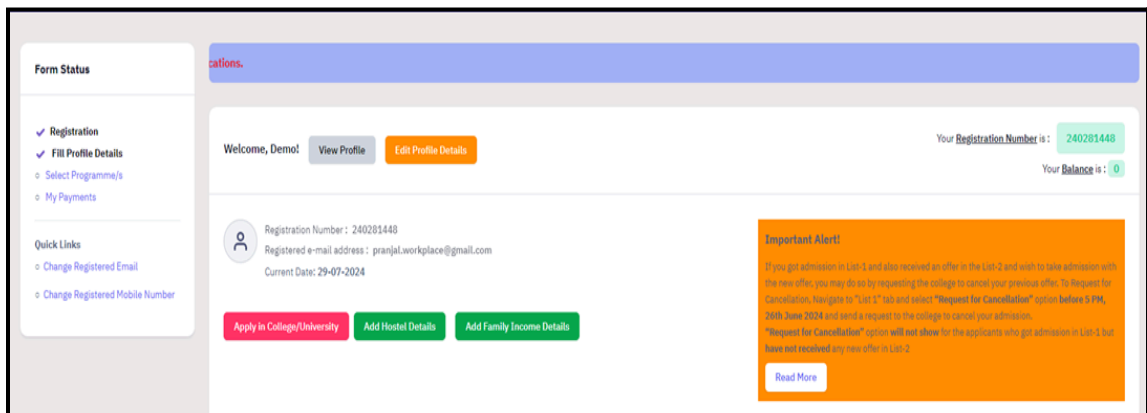 Form Status
Registration
Fill Profile Details
Select Programme/s
My Payments
Quick Links
Change Registered Email
Change Registered Mobile Number
cations.
Welcome, Demo!
View Profile
Edit Profile Details
Your Registration Number is : 240281448
Your Balance is : 0
Registration Number : 240281448
Registered e-mail address : pranjal.workplace@gmail.com
Current Date: 29-07-2024
Apply in College/University
Add Hostel Details
Add Family Income Details
Important Alert!
If you got admission in List-1 and also received an offer in the List-2 and wish to take admission with
the new offer, you may do so by requesting the college to cancel your previous offer. To Request for
Cancellation, Navigate to "List 1" tab and select "Request for Cancellation" option before 5 PM,
26th June 2024 and send a request to the college to cancel your admission.
"Request for Cancellation" option will not show for the applicants who got admission in List-1 but
have not received any new offer in List-2
Read More